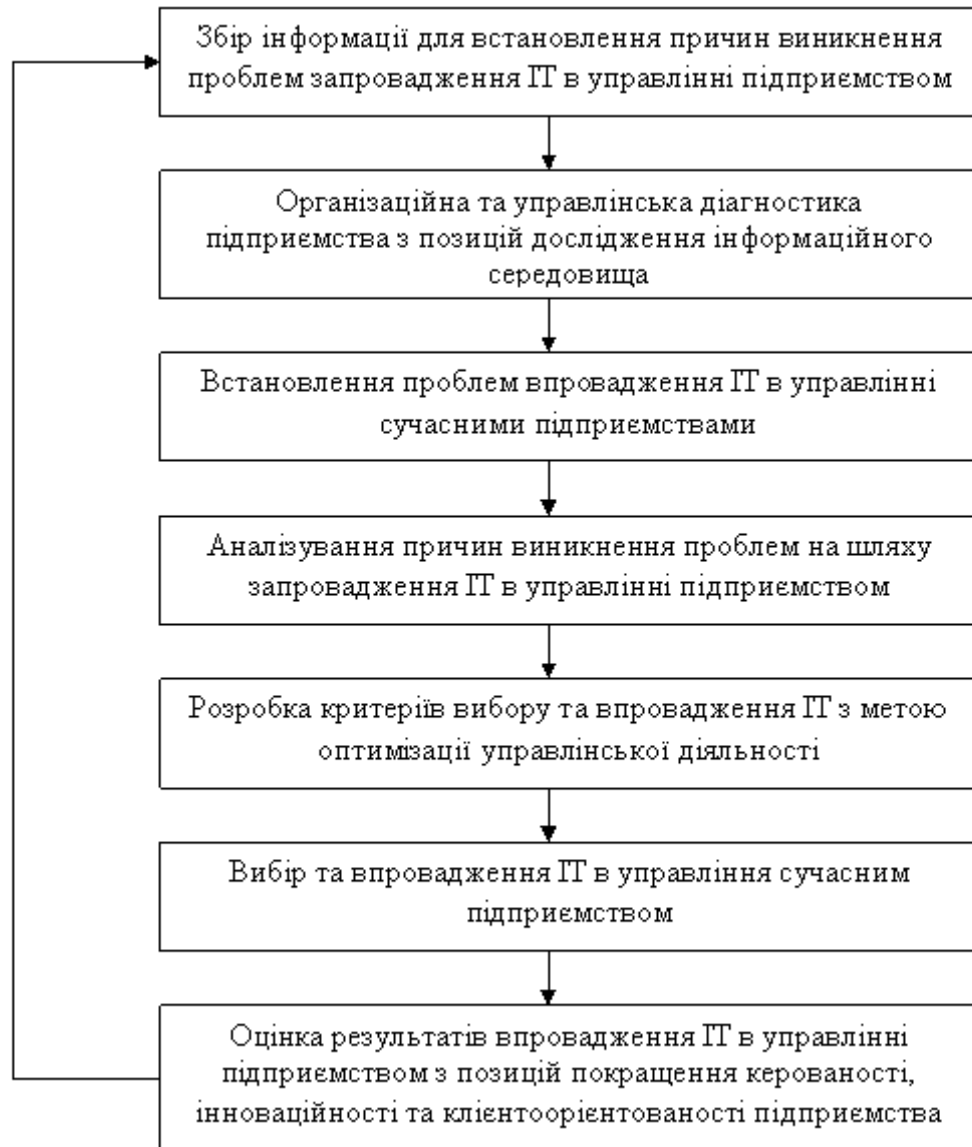 Збір інформації для встановлення причин виникнення
проблем запровадження ІТ в управлінні підприємством
Організаційна та управлінська діагностика
підприємства з позицій дослідження інформаційного
середовища
Встановлення проблем впровадження ІТ в управлінні
сучасними підприємствами
Аналізування причин виникнення проблем на шляху
запровадження ІТ в управлінні підприємством
Розробка критеріїв вибору та впровадження ІТ з метою
оптимізації управлінської діяльності
Вибір та впровадження ІТ в управління сучасним
підприємством
Оцінка результатів впровадження ІТ в управлінні
підприємством з позицій покращення керованості,
інноваційності та клієнтоорієнтованості підприємства